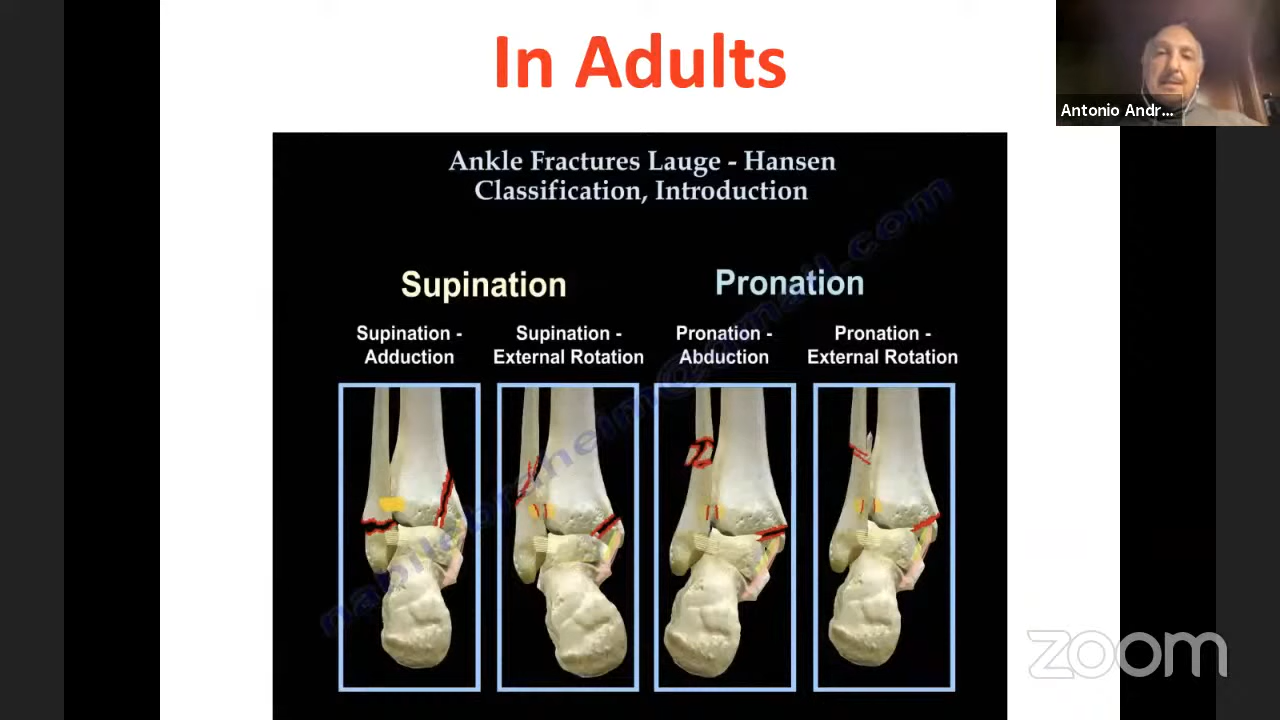 In Adults
Antonio Andr...
Ankle Fractures Lauge - Hansen
Classification, Introduction
Supination
Pronation
Supination -
Adduction
Supination -
External Rotation
Pronation -
Abduction
Pronation -
External Rotation
zoom